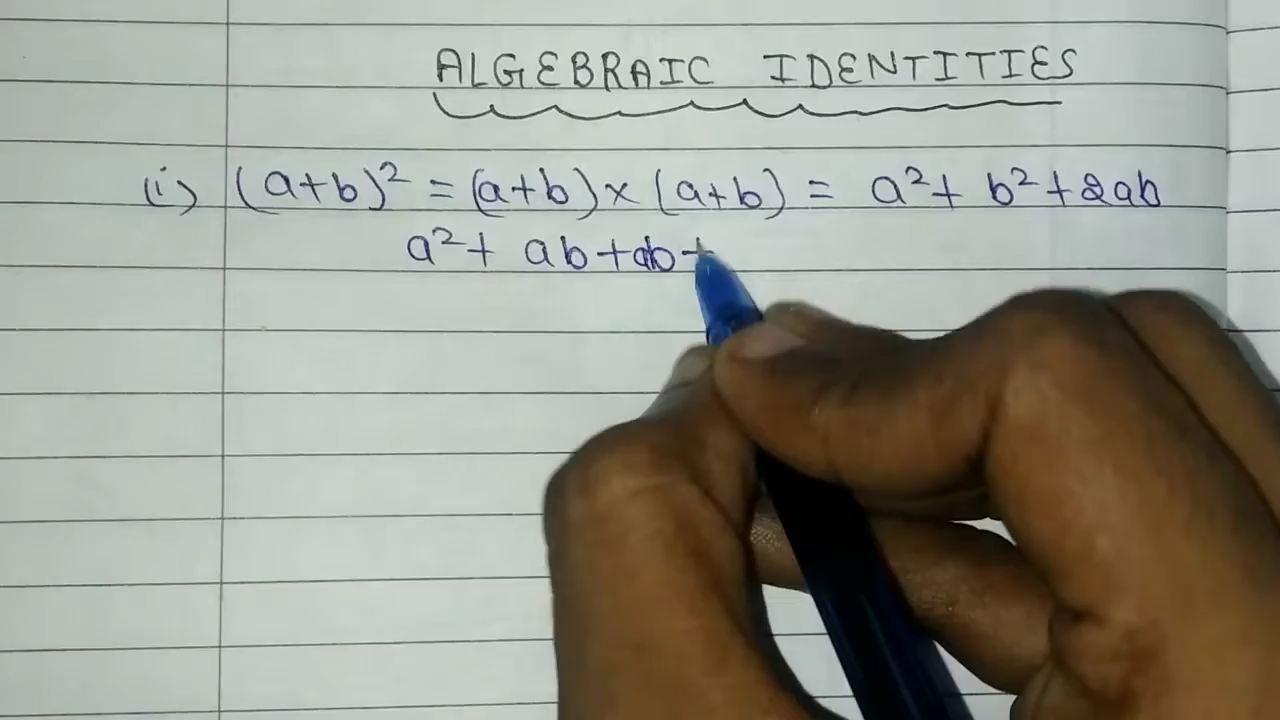 ALGEBRAIC IDENTITIES
(i) (a+b)² = (a+b) × (a+b) = a² + b² + 2ab
a² + ab + ab +